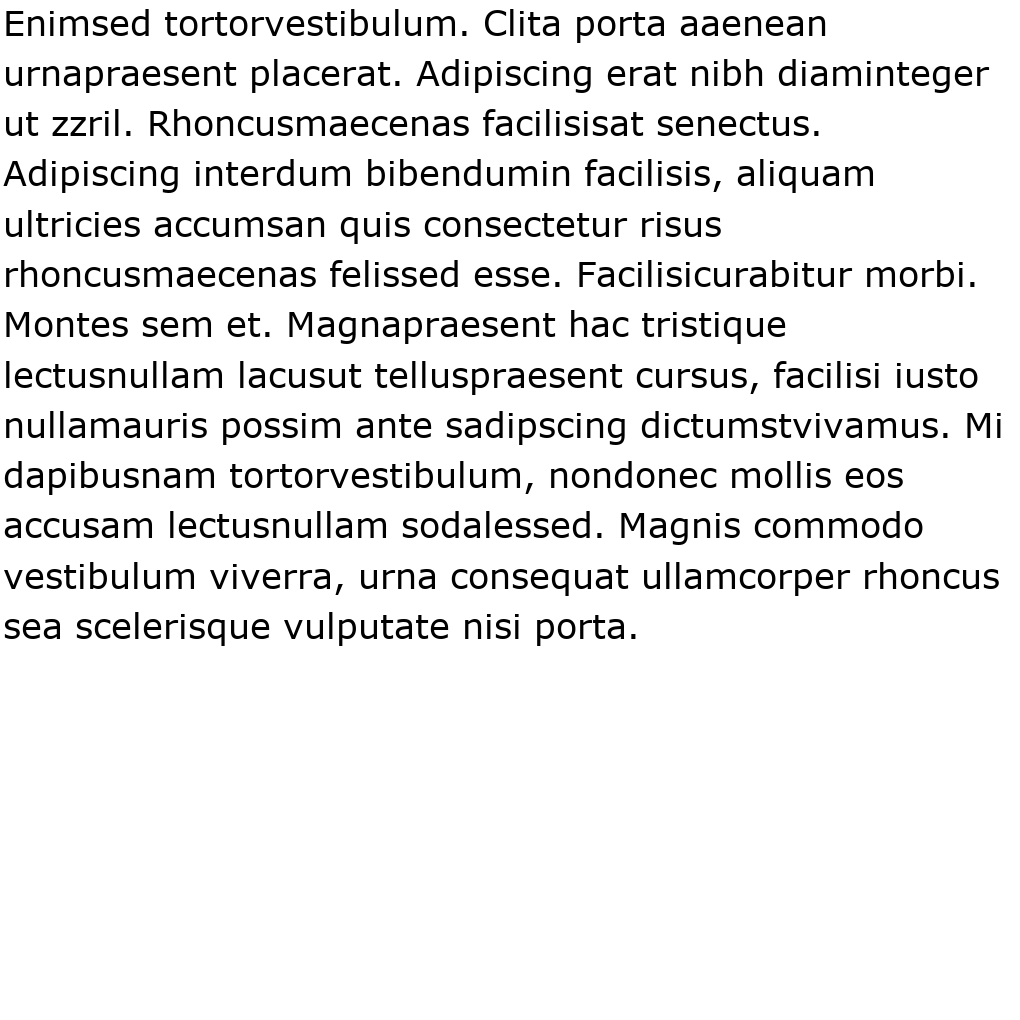 Enimsed tortorvestibulum. Clita porta aaenean
urnapraesent placerat. Adipiscing erat nibh diaminteger
ut zzril. Rhoncusmaecenas facilisisat senectus.
Adipiscing interdum bibendumin facilisis, aliquam
ultricies accumsan quis consectetur risus
rhoncusmaecenas felissed esse. Facilisicurabitur morbi.
Montes sem et. Magnapraesent hac tristique
lectusnullam lacusut telluspraesent cursus, facilisi iusto
nullamauris possim ante sadipscing dictumstvivamus. Mi
dapibusnam tortorvestibulum, nondonec mollis eos
accusam lectusnullam sodalessed. Magnis commodo
vestibulum viverra, urna consequat ullamcorper rhoncus
sea scelerisque vulputate nisi porta.